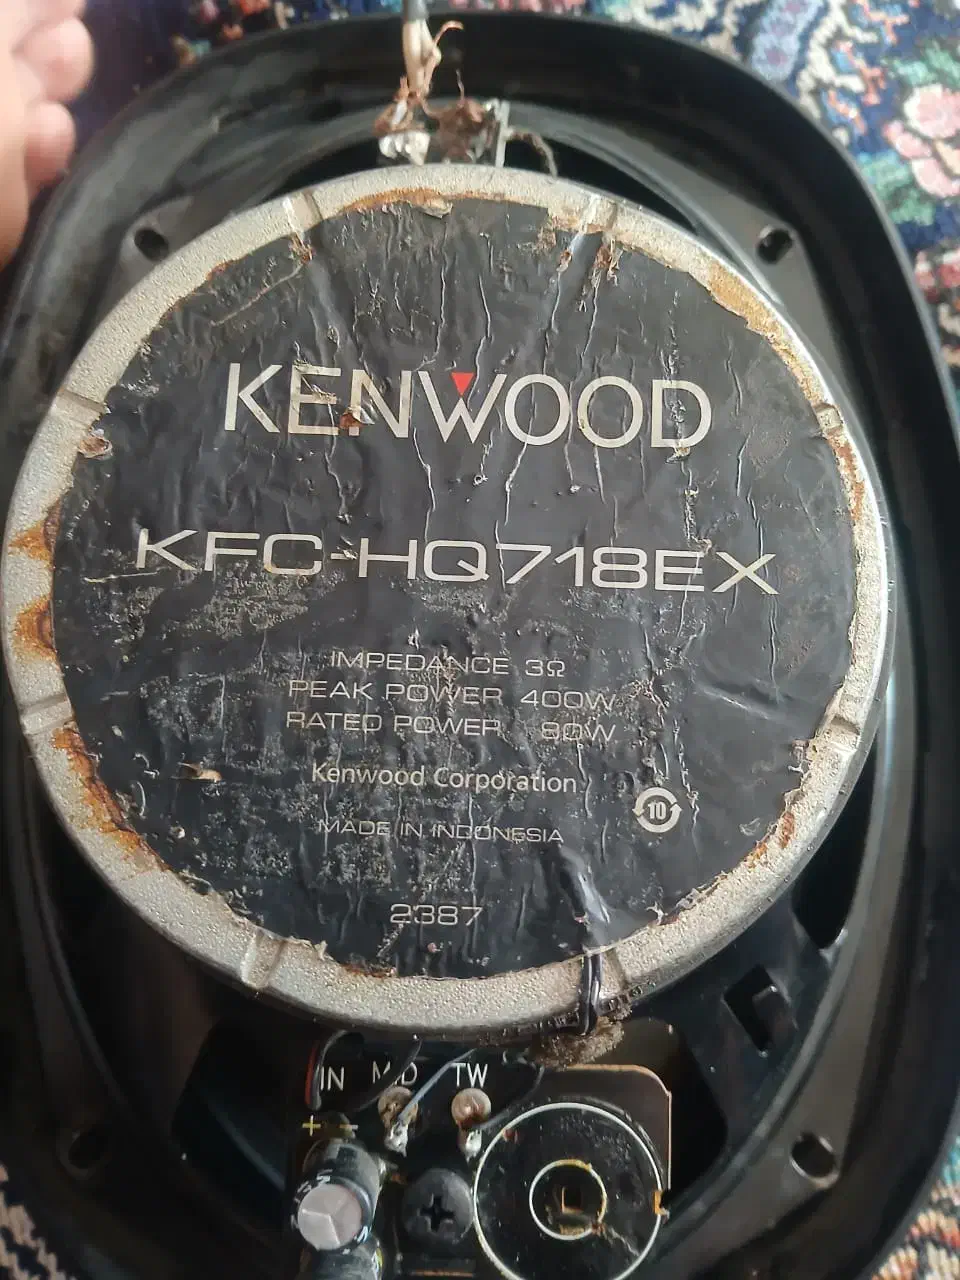 KENWOOD
KFC-HQ718EX
IMPEDANCE 3Ω
PEAK POWER 400W
RATED POWER 80W
Kenwood Corporation
10
MADE IN INDONESIA
2387
IN MID TW
+ −